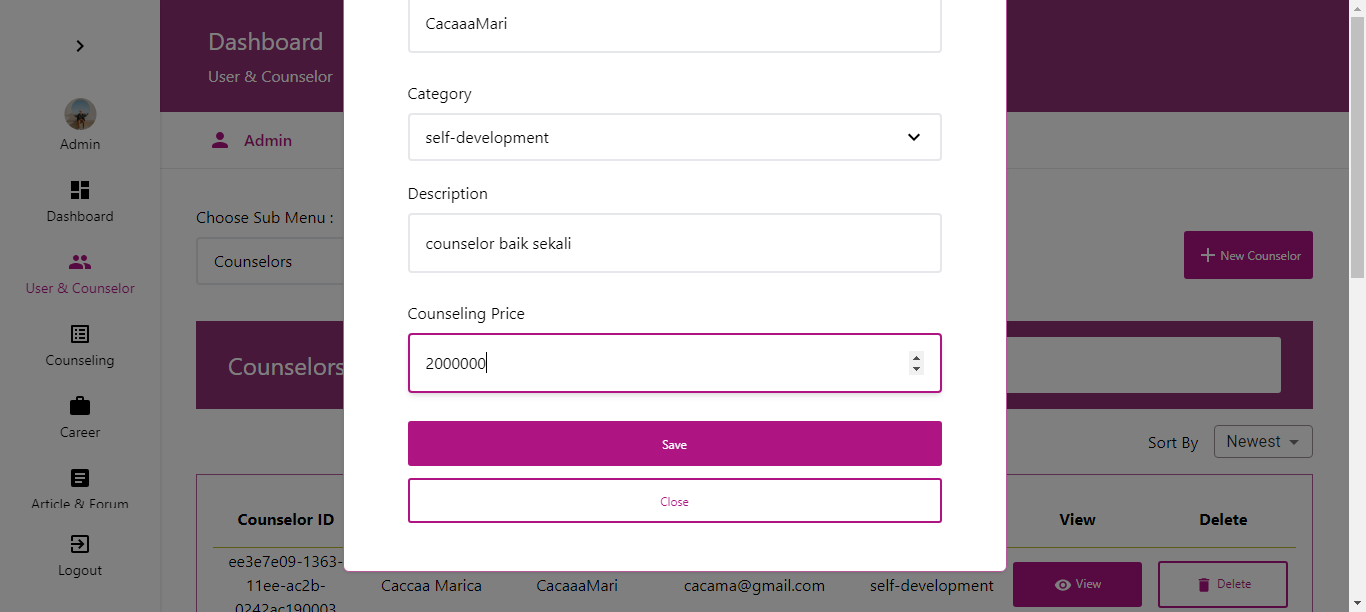 Dashboard
User & Counselor
Admin
Dashboard
User & Counselor
Counseling
Career
Article & Forum
Logout
Admin
Choose Sub Menu :
Counselors
New Counselor
Counselors
Sort By
Newest
Counselor ID
View
Delete
ee3e7e09-1363-
11ee-ac2b-
0242ac190003
Caccaa Marica
CacaaaMari
cacama@gmail.com
self-development
View
Delete
CacaaaMari
Category
self-development
Description
counselor baik sekali
Counseling Price
2000000
Save
Close